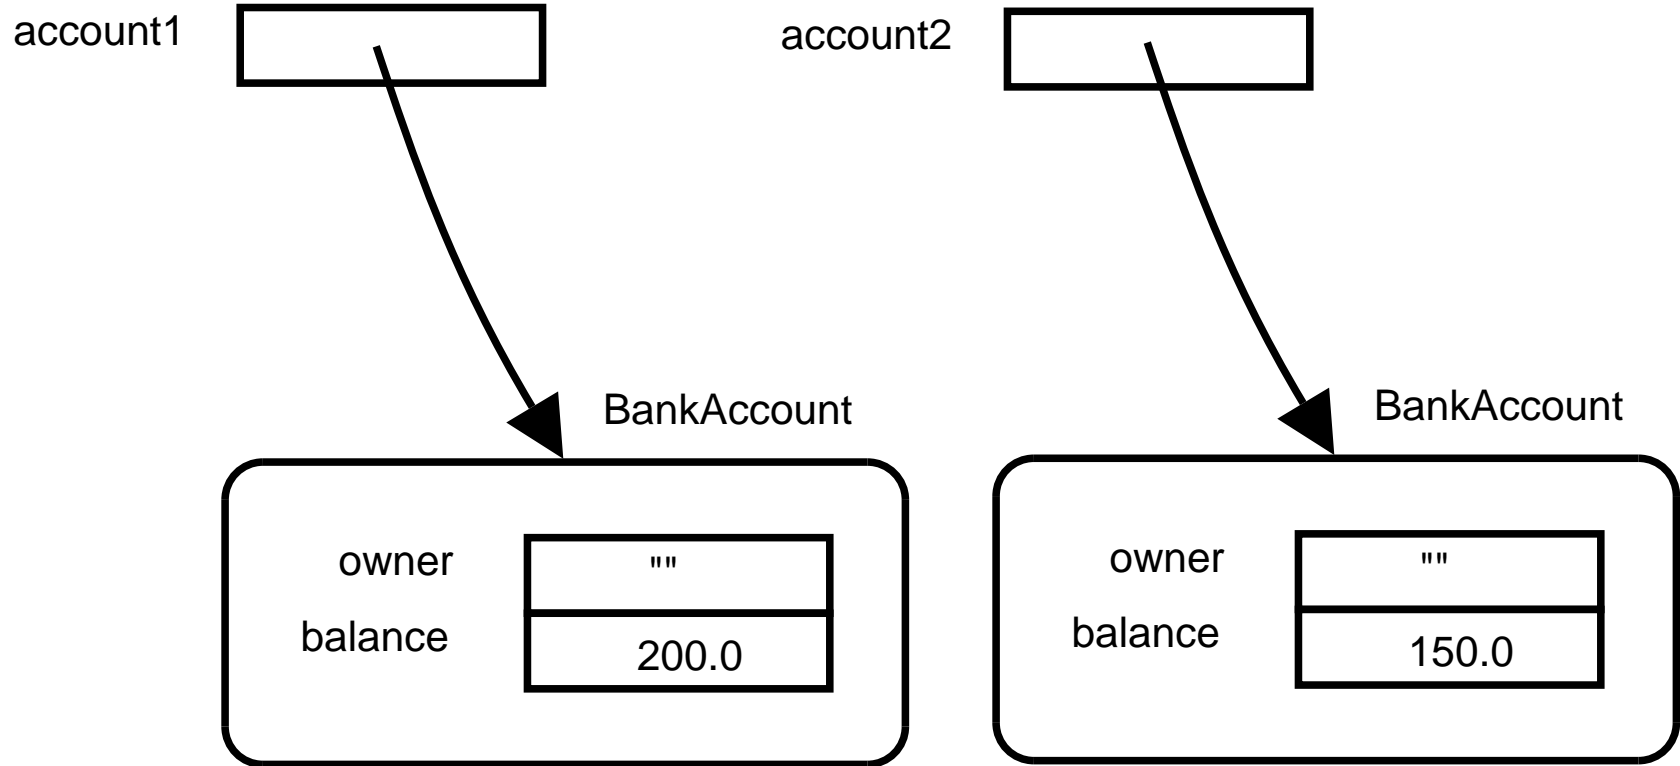 account1
account2
BankAccount
BankAccount
owner ""
balance 200.0
owner ""
balance 150.0